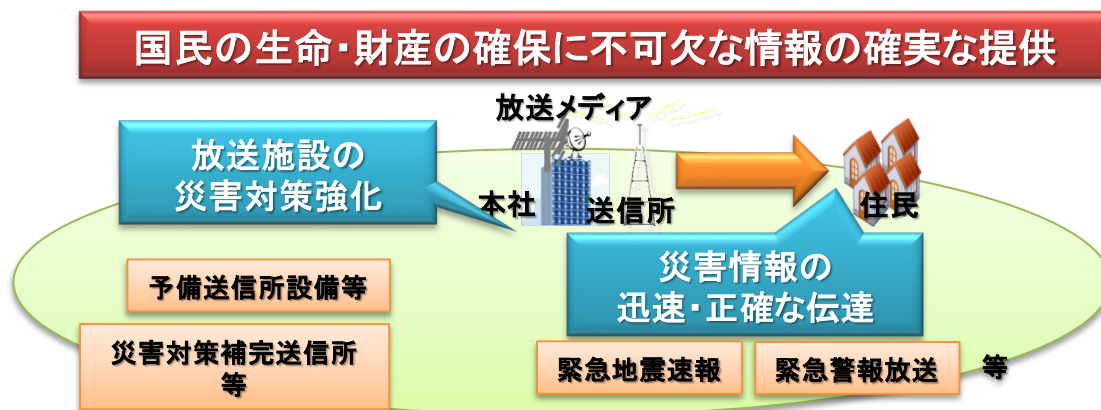 国民の生命・財産の確保に不可欠な情報の確実な提供
放送メディア
放送施設の
災害対策強化
本社
送信所
住民
災害情報の
迅速・正確な伝達
予備送信所設備等
災害対策補完送信所
等
緊急地震速報
緊急警報放送
等